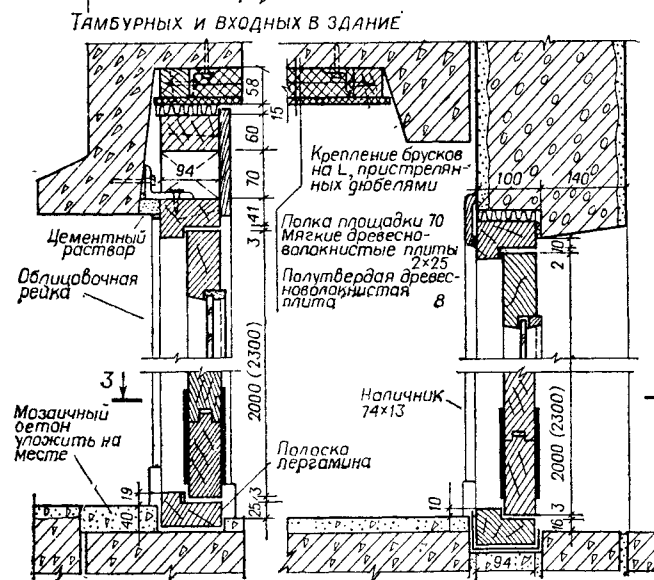 ТАМБУРНЫХ И ВХОДНЫХ В ЗДАНИЕ
58
15
60
94
70
41
3
Цементный
раствор
Облицовочная
рейка
3
Мозаичный
бетон
уложить на
месте
19
40
2000 (2300)
3
25
Полоска
пергамина
Крепление брусков
на L, пристрелян-
ных дюбелями
Полка площадки 70
Мягкие древесно-
волокнистые плиты
2×25
Полутвердая древес-
новолокнистая
плита 8
100
140
10
2
Наличник
74×13
2000 (2300)
10
3
16
94